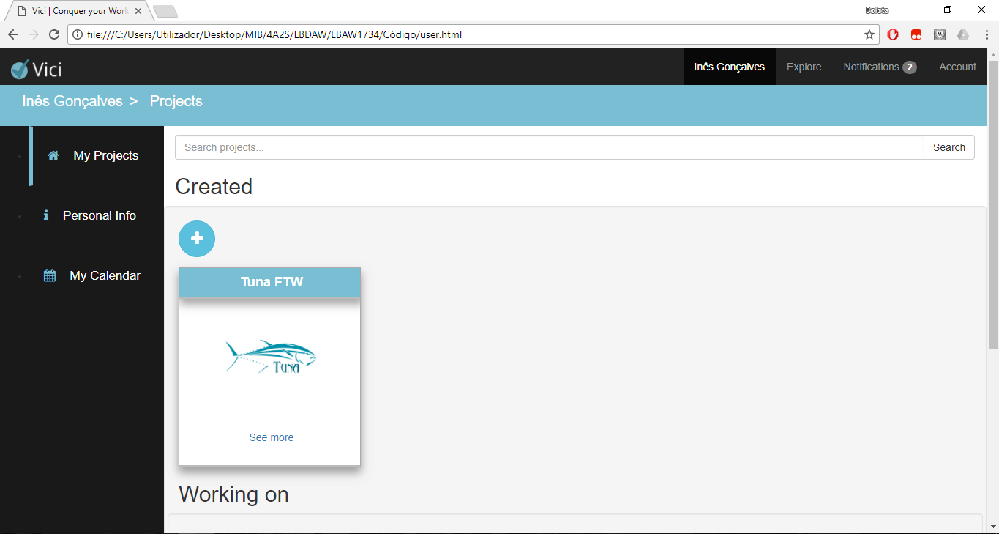 Vici | Conquer your Worl
Bolota
file:///C:/Users/Utilizador/Desktop/MIB/4A2S/LBDAW/LBAW1734/Código/user.html
Vici
Inês Gonçalves
Explore
Notifications 2
Account
Inês Gonçalves > Projects
My Projects
Personal Info
My Calendar
Search projects...
Search
Created
Tuna FTW
TUNA
See more
Working on